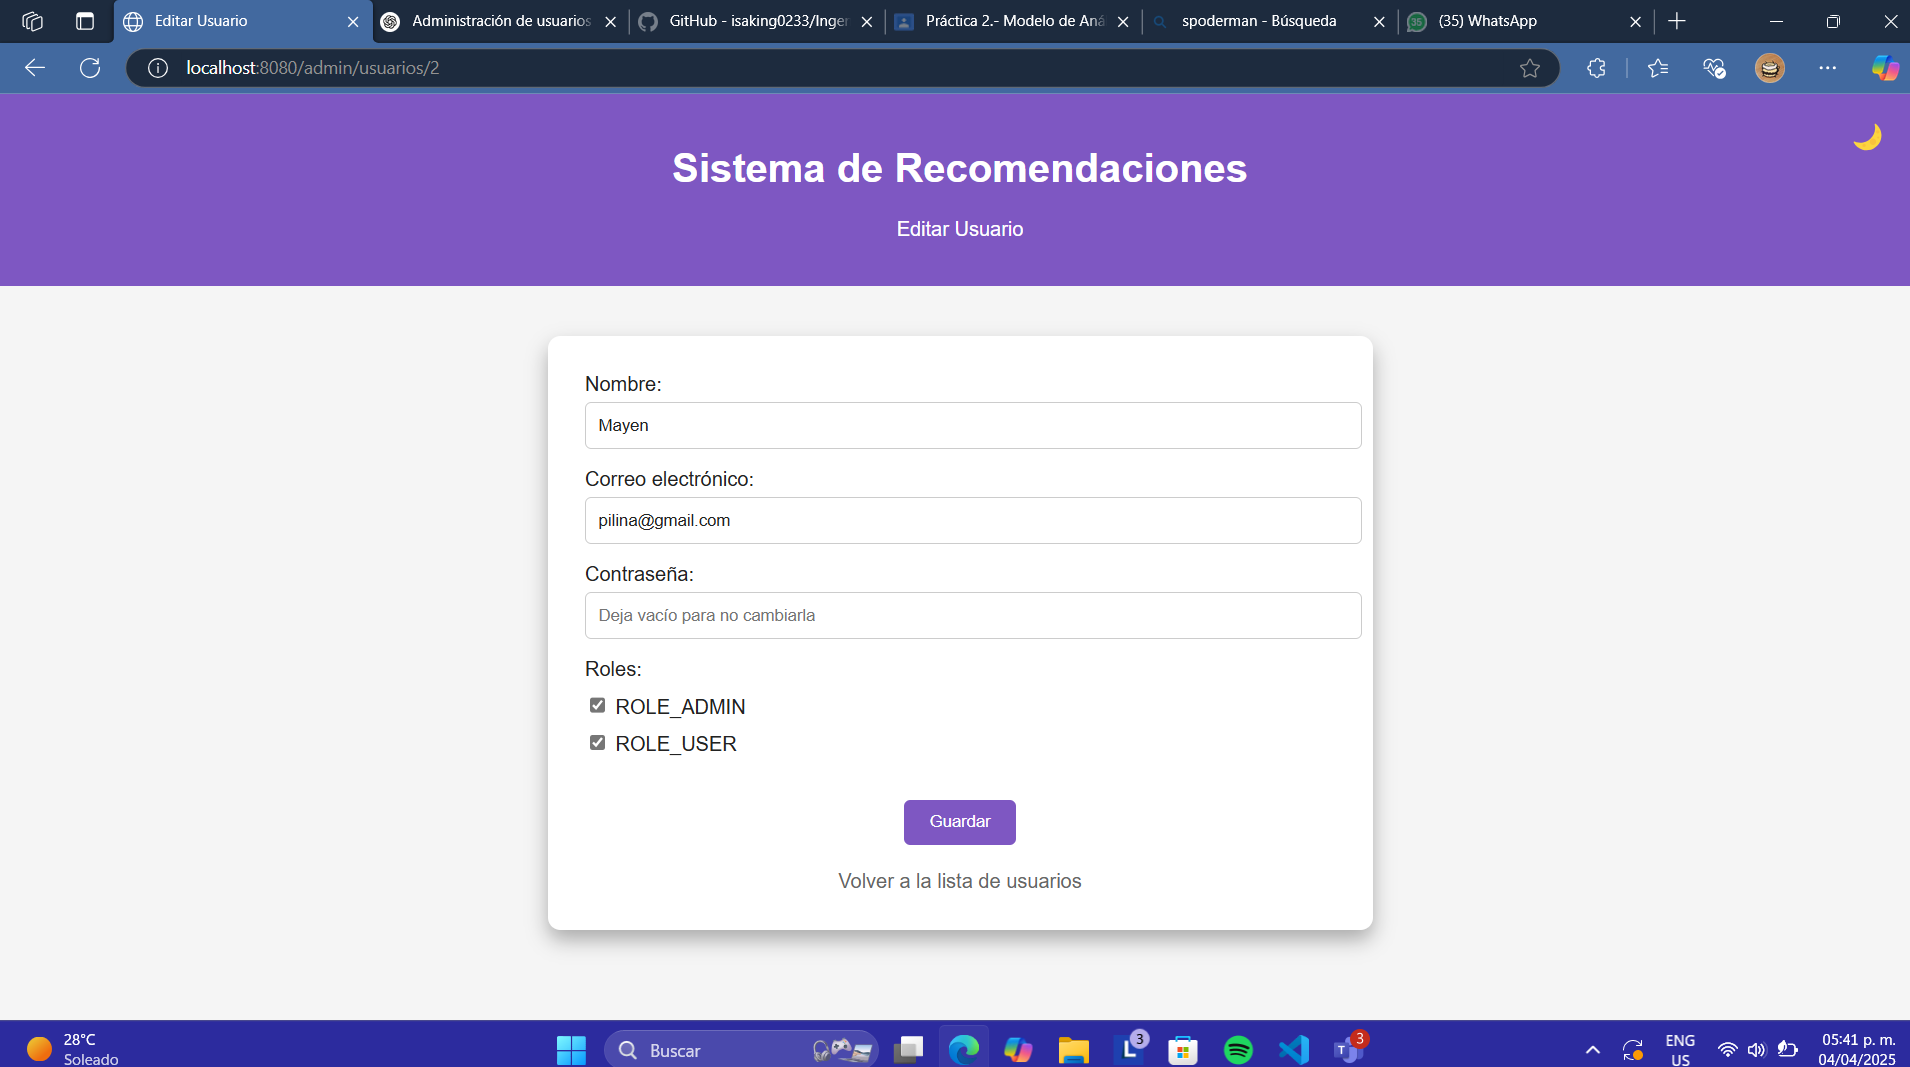 Editar Usuario
Administración de usuarios
GitHub - isaking0233/Inger
Práctica 2.- Modelo de Aná
spoderman - Búsqueda
35
(35) WhatsApp
localhost:8080/admin/usuarios/2
Sistema de Recomendaciones
Editar Usuario
Nombre:
Mayen
Correo electrónico:
pilina@gmail.com
Contraseña:
Deja vacío para no cambiarla
Roles:
ROLE_ADMIN
ROLE_USER
Guardar
Volver a la lista de usuarios
28°C
Soleado
Buscar
L
3
T
3
ENG
US
05:41 p. m.
04/04/2025